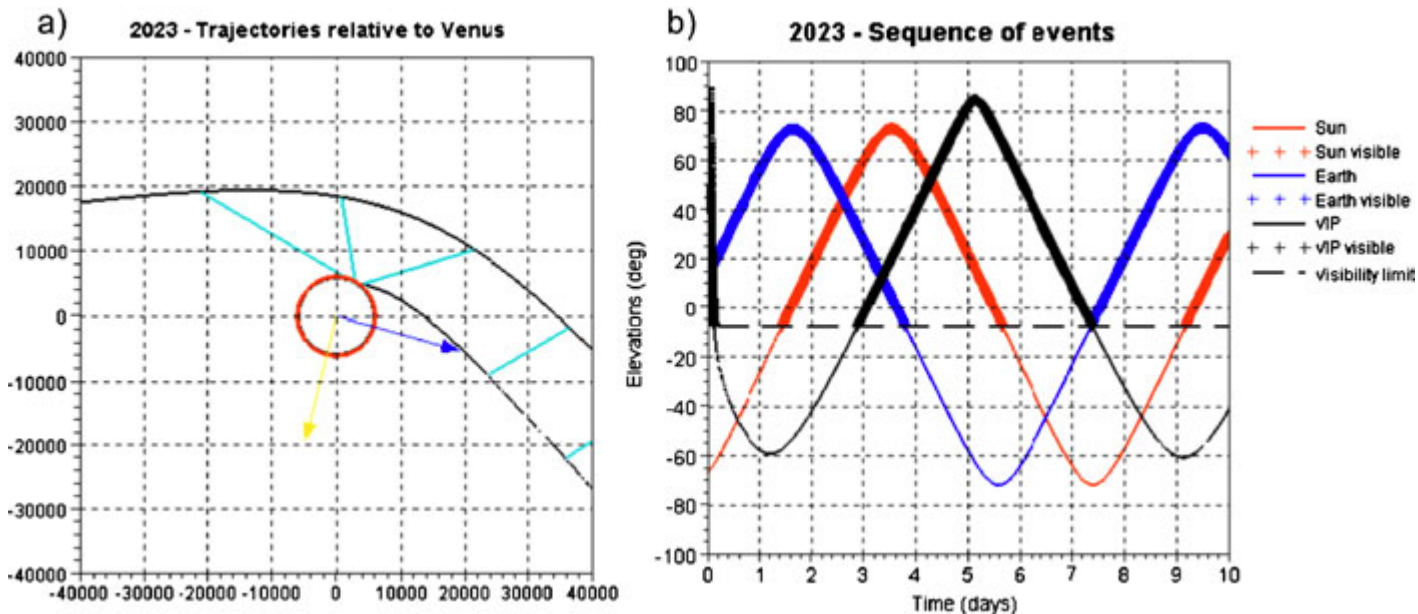 a)
2023 - Trajectories relative to Venus
40000
30000
20000
10000
0
-10000
-20000
-30000
-40000
-40000 -30000 -20000 -10000 0 10000 20000 30000 40000
b)
2023 - Sequence of events
Elevations (deg)
100
80
60
40
20
0
-20
-40
-60
-80
-100
0 1 2 3 4 5 6 7 8 9 10
Time (days)
Sun
Sun visible
Earth
Earth visible
vIP
vIP visible
Visibility limit